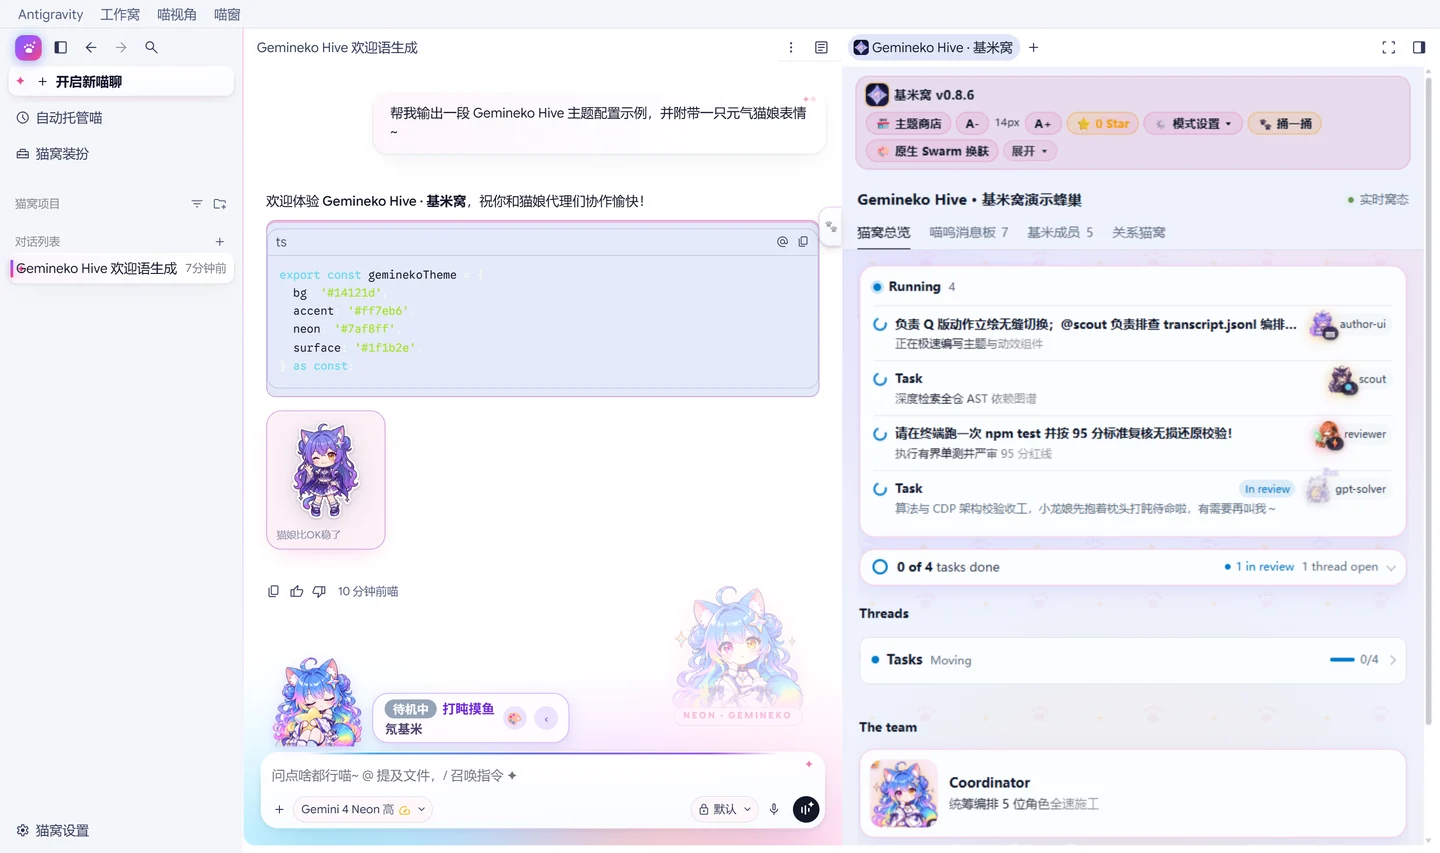 Antigravity 工作窝 喵视角 喵窗
开启新喵聊
自动托管喵
猫窝装扮
猫窝项目
对话列表
Gemineko Hive 欢迎语生成 7分钟前
猫窝设置
Gemineko Hive 欢迎语生成
帮我输出一段 Gemineko Hive 主题配置示例，并附带一只元气猫娘表情
~
欢迎体验 Gemineko Hive · 基米窝，祝你和猫娘代理们协作愉快！
ts
export const geminekoTheme = {
bg '#14121d'
accent '#ff7eb6'
neon '#7af8ff'
surface '#1f1b2e'
} as const
猫娘比OK稳了
10 分钟前喵
NEON · GEMINEKO
待机中 打盹摸鱼
氖基米
问点啥都行喵~ @ 提及文件，/ 召唤指令 ✦
Gemini 4 Neon 高
默认
Gemineko Hive · 基米窝
基米窝 v0.8.6
主题商店 A- 14px A+ 0 Star 模式设置 捅一捅
原生 Swarm 换肤 展开
Gemineko Hive • 基米窝演示蜂巢 实时窝态
猫窝总览 喵呜消息板 7 基米成员 5 关系猫窝
Running 4
负责 Q 版动作立绘无缝切换；@scout 负责排查 transcript.jsonl 编排... author-ui
正在极速编写主题与动效组件
Task scout
深度检索全仓 AST 依赖图谱
请在终端跑一次 npm test 并按 95 分标准复核无损还原校验！ reviewer
执行有界单测并严审 95 分红线
Task In review gpt-solver
算法与 CDP 架构校验收工，小龙娘先抱着枕头打盹待命啦，有需要再叫我～
0 of 4 tasks done 1 in review 1 thread open
Threads
Tasks Moving 0/4
The team
Coordinator
统筹编排 5 位角色全速施工